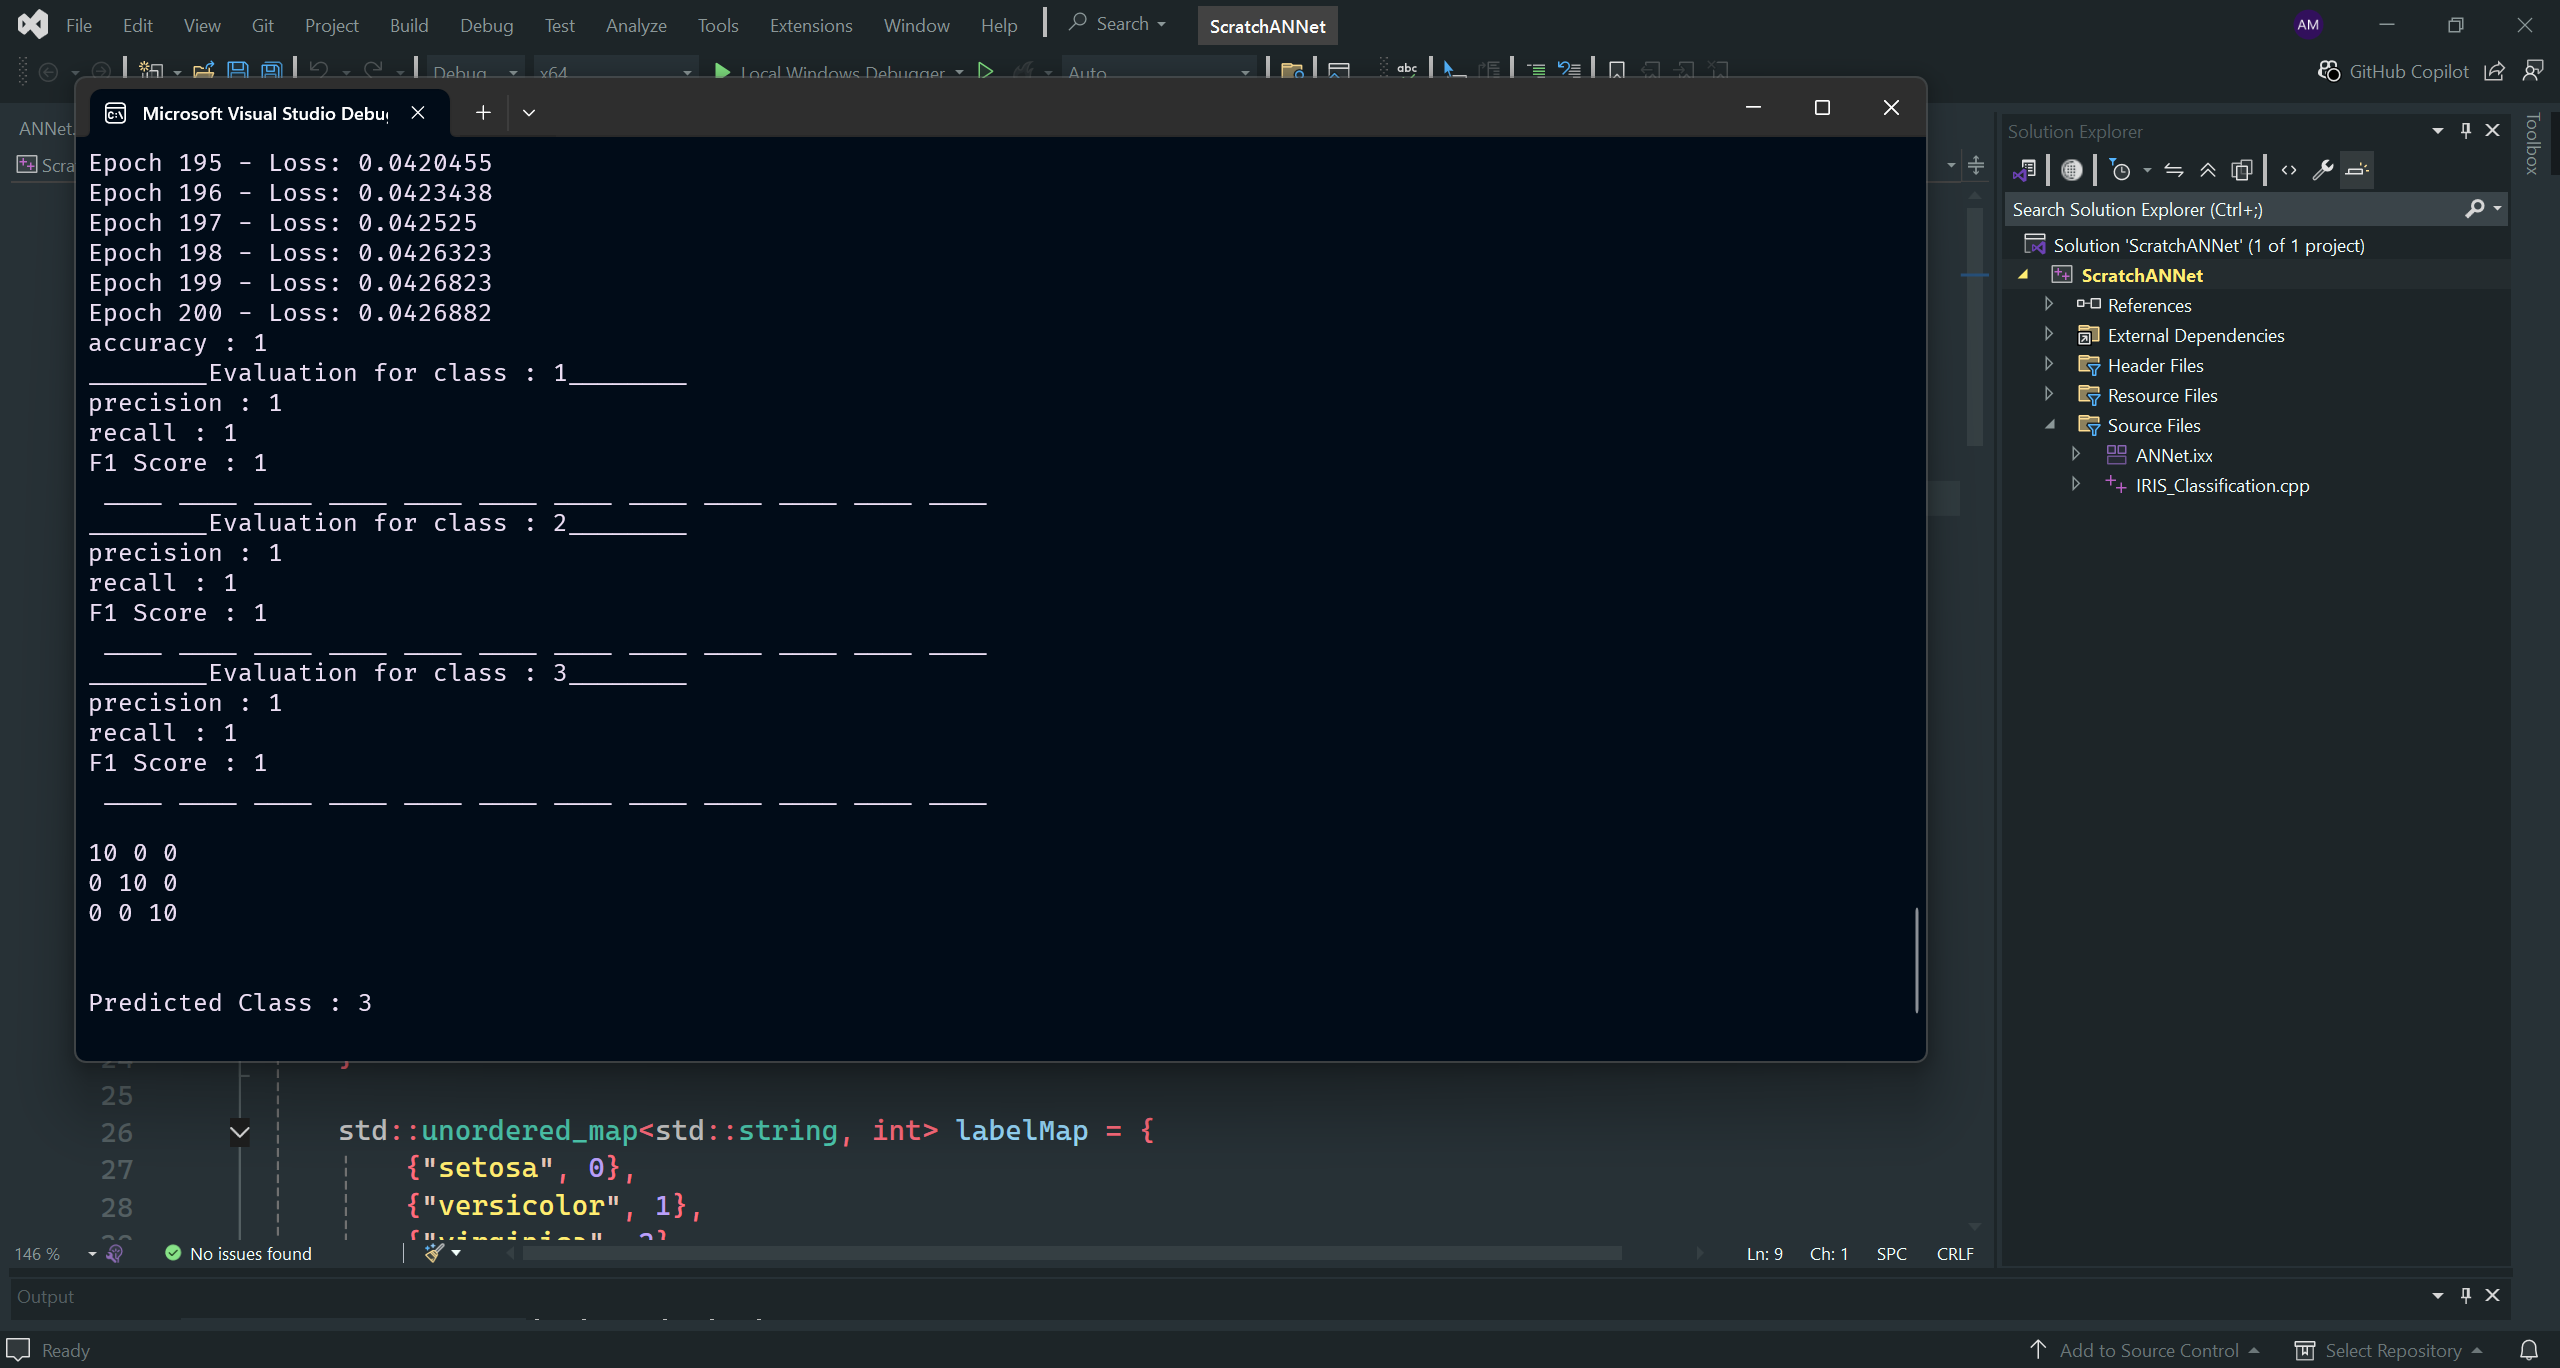 File Edit View Git Project Build Debug Test Analyze Tools Extensions Window Help Search ScratchANNet AM
Debug x64 Local Windows Debugger Auto GitHub Copilot
Microsoft Visual Studio Debug
ANNet.
Scra
Epoch 195 - Loss: 0.0420455
Epoch 196 - Loss: 0.0423438
Epoch 197 - Loss: 0.042525
Epoch 198 - Loss: 0.0426323
Epoch 199 - Loss: 0.0426823
Epoch 200 - Loss: 0.0426882
accuracy : 1
________Evaluation for class : 1________
precision : 1
recall : 1
F1 Score : 1
____ ____ ____ ____ ____ ____ ____ ____ ____ ____ ____ ____
________Evaluation for class : 2________
precision : 1
recall : 1
F1 Score : 1
____ ____ ____ ____ ____ ____ ____ ____ ____ ____ ____ ____
________Evaluation for class : 3________
precision : 1
recall : 1
F1 Score : 1
____ ____ ____ ____ ____ ____ ____ ____ ____ ____ ____ ____
10 0 0
0 10 0
0 0 10
Predicted Class : 3
24 }
25
26 std::unordered_map<std::string, int> labelMap = {
27 {"setosa", 0},
28 {"versicolor", 1},
29 {"virginica", 2}
146 % No issues found Ln: 9 Ch: 1 SPC CRLF
Output
Ready Add to Source Control Select Repository
Solution Explorer
Search Solution Explorer (Ctrl+;)
Solution 'ScratchANNet' (1 of 1 project)
ScratchANNet
References
External Dependencies
Header Files
Resource Files
Source Files
ANNet.ixx
IRIS_Classification.cpp
Toolbox